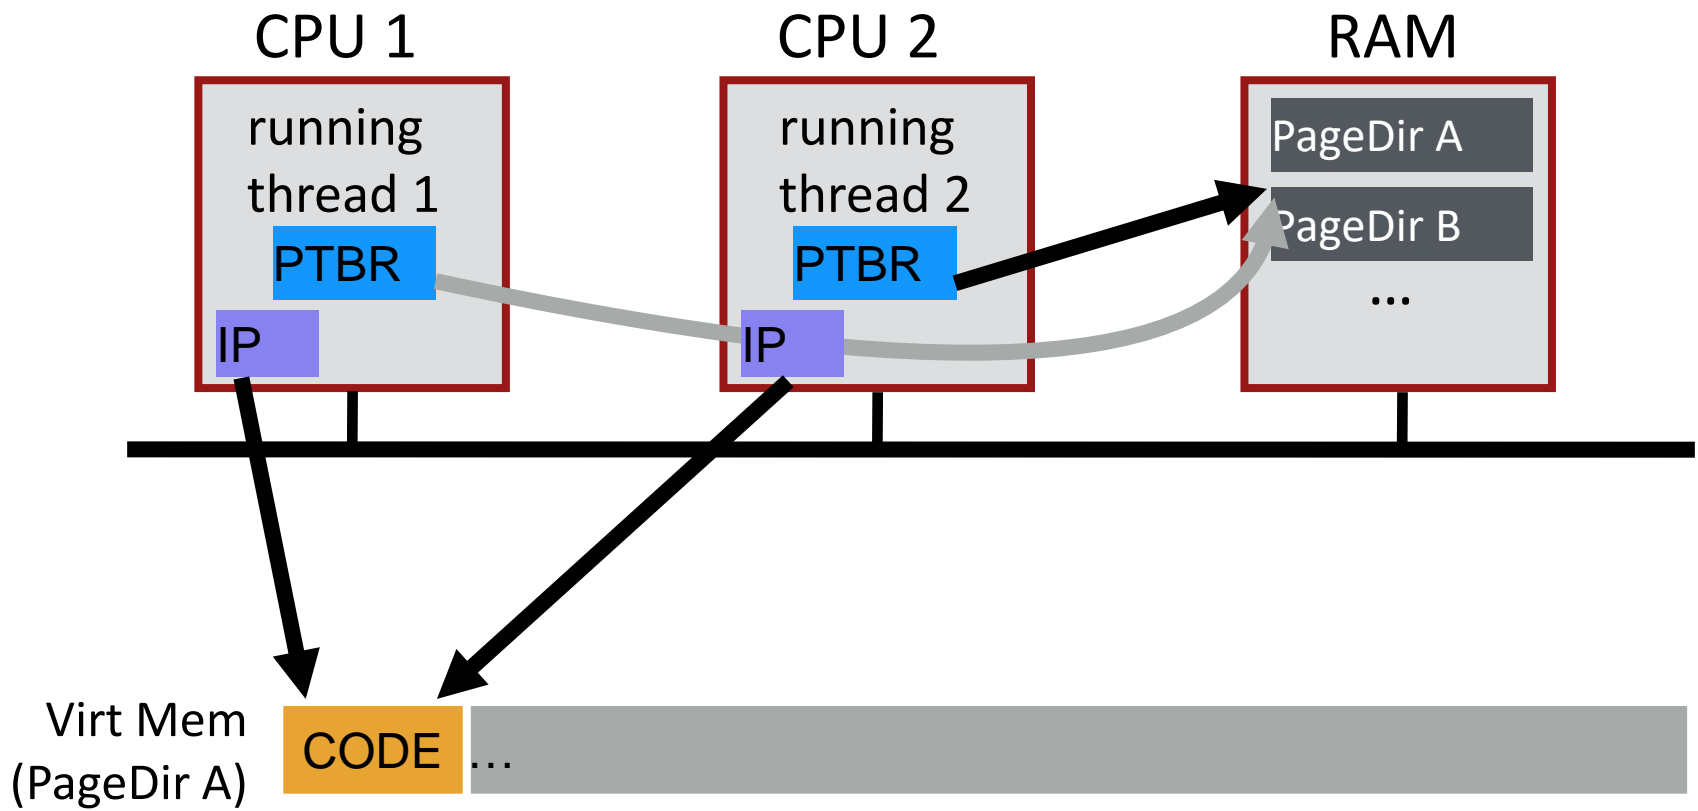 CPU 1
CPU 2
RAM
running
thread 1
PTBR
IP
running
thread 2
PTBR
IP
PageDir A
PageDir B
...
Virt Mem
(PageDir A)
CODE
...